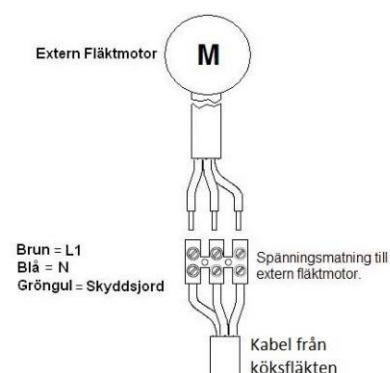 Extern Fläktmotor
M
Brun = L1
Blå = N
Gröngul = Skyddsjord
Spänningsmatning till
extern fläktmotor.
Kabel från
köksfläkten